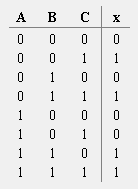 A B C x
0 0 0 0
0 0 1 1
0 1 0 0
0 1 1 1
1 0 0 0
1 0 1 0
1 1 0 1
1 1 1 1